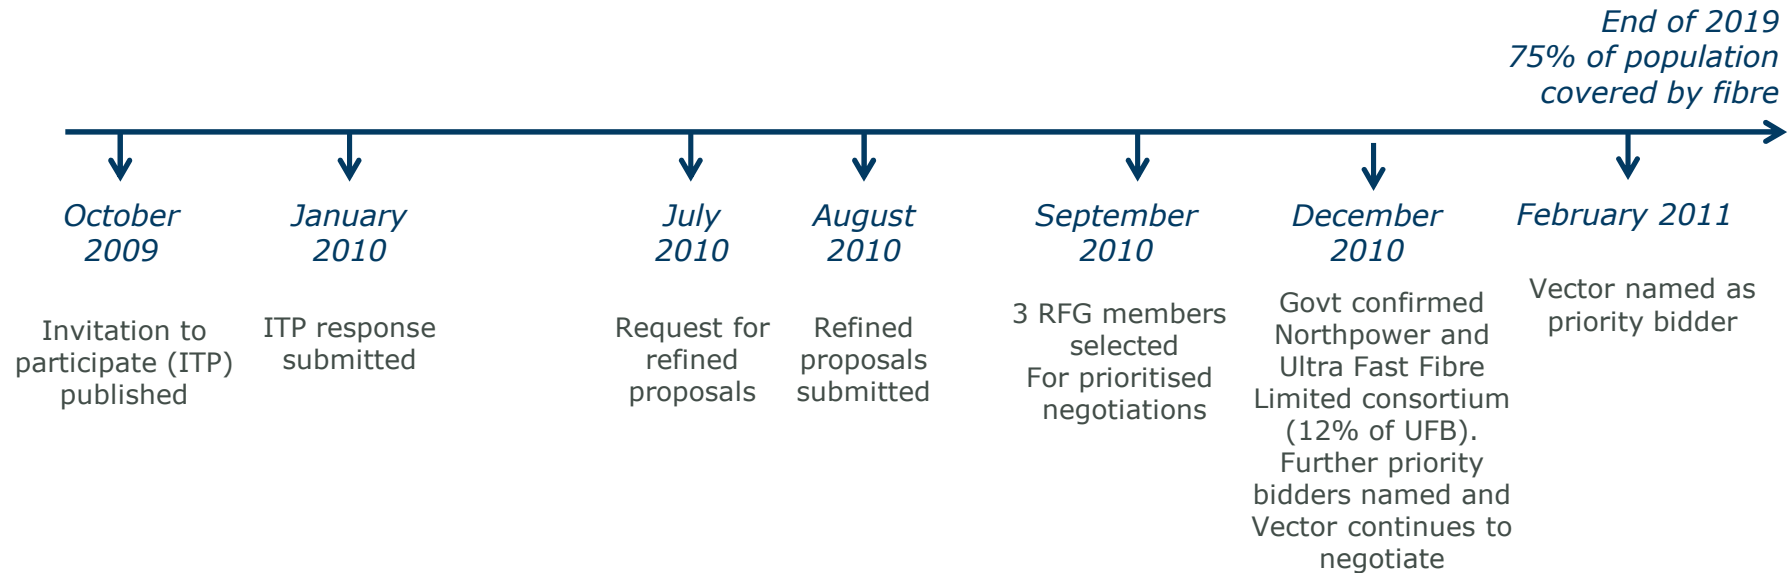 End of 2019
75% of population
covered by fibre
October
2009
Invitation to
participate (ITP)
published
January
2010
ITP response
submitted
July
2010
Request for
refined
proposals
August
2010
Refined
proposals
submitted
September
2010
3 RFG members
selected
For prioritised
negotiations
December
2010
Govt confirmed
Northpower and
Ultra Fast Fibre
Limited consortium
(12% of UFB).
Further priority
bidders named and
Vector continues to
negotiate
February 2011
Vector named as
priority bidder